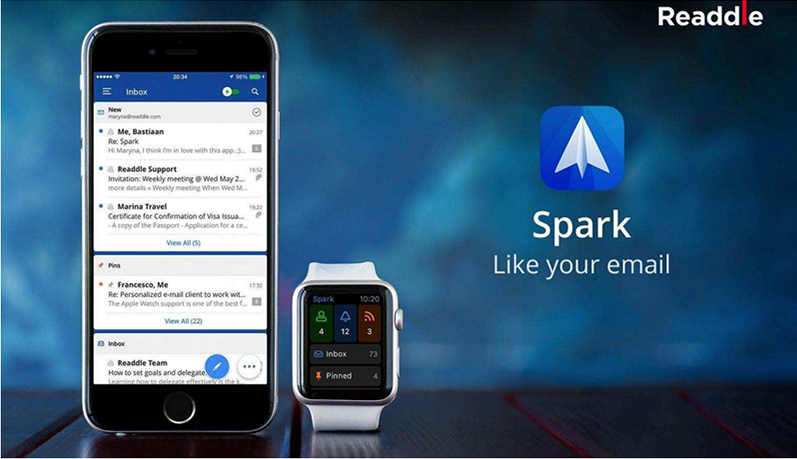 Readdle
20:34
98%
Inbox
New
maryna@readdle.com
Me, Bastiaan
20:27
Re: Spark
Hi Maryna, I think I'm in love with this app. ;)...
6
Readdle Support
19:52
Invitation: Weekly meeting @ Wed May 2...
more details » Weekly meeting When Wed M...
Marina Travel
19:22
Certificate for Confirmation of Visa Issua...
- A copy of the Passport - Application for a ce...
View All (5)
Pins
Francesco, Me
17:32
Re: Personalized e-mail client to work wit...
The Apple Watch support is one of the best f...
View All (22)
Inbox
Readdle Team
How to set goals and delegate
Learning how to delegate effectively is the k
Spark
10:20
4
12
3
Inbox
73
Pinned
4
Spark
Like your email